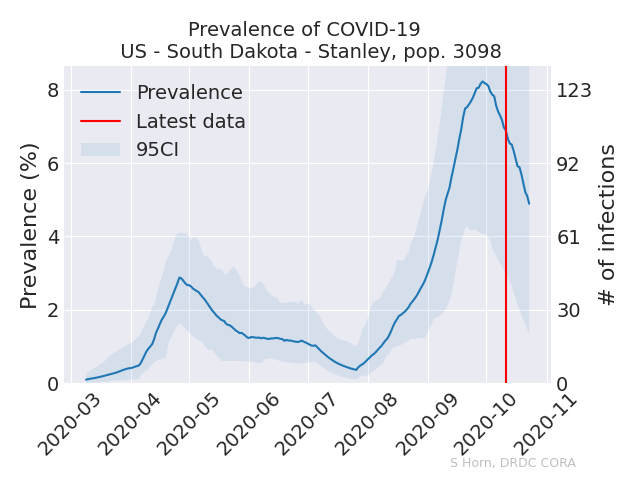 Prevalence of COVID-19
US - South Dakota - Stanley, pop. 3098
Prevalence
Latest data
95CI
Prevalence (%)
8
6
4
2
0
123
92
61
30
0
# of infections
2020-03
2020-04
2020-05
2020-06
2020-07
2020-08
2020-09
2020-10
2020-11
S Horn, DRDC CORA